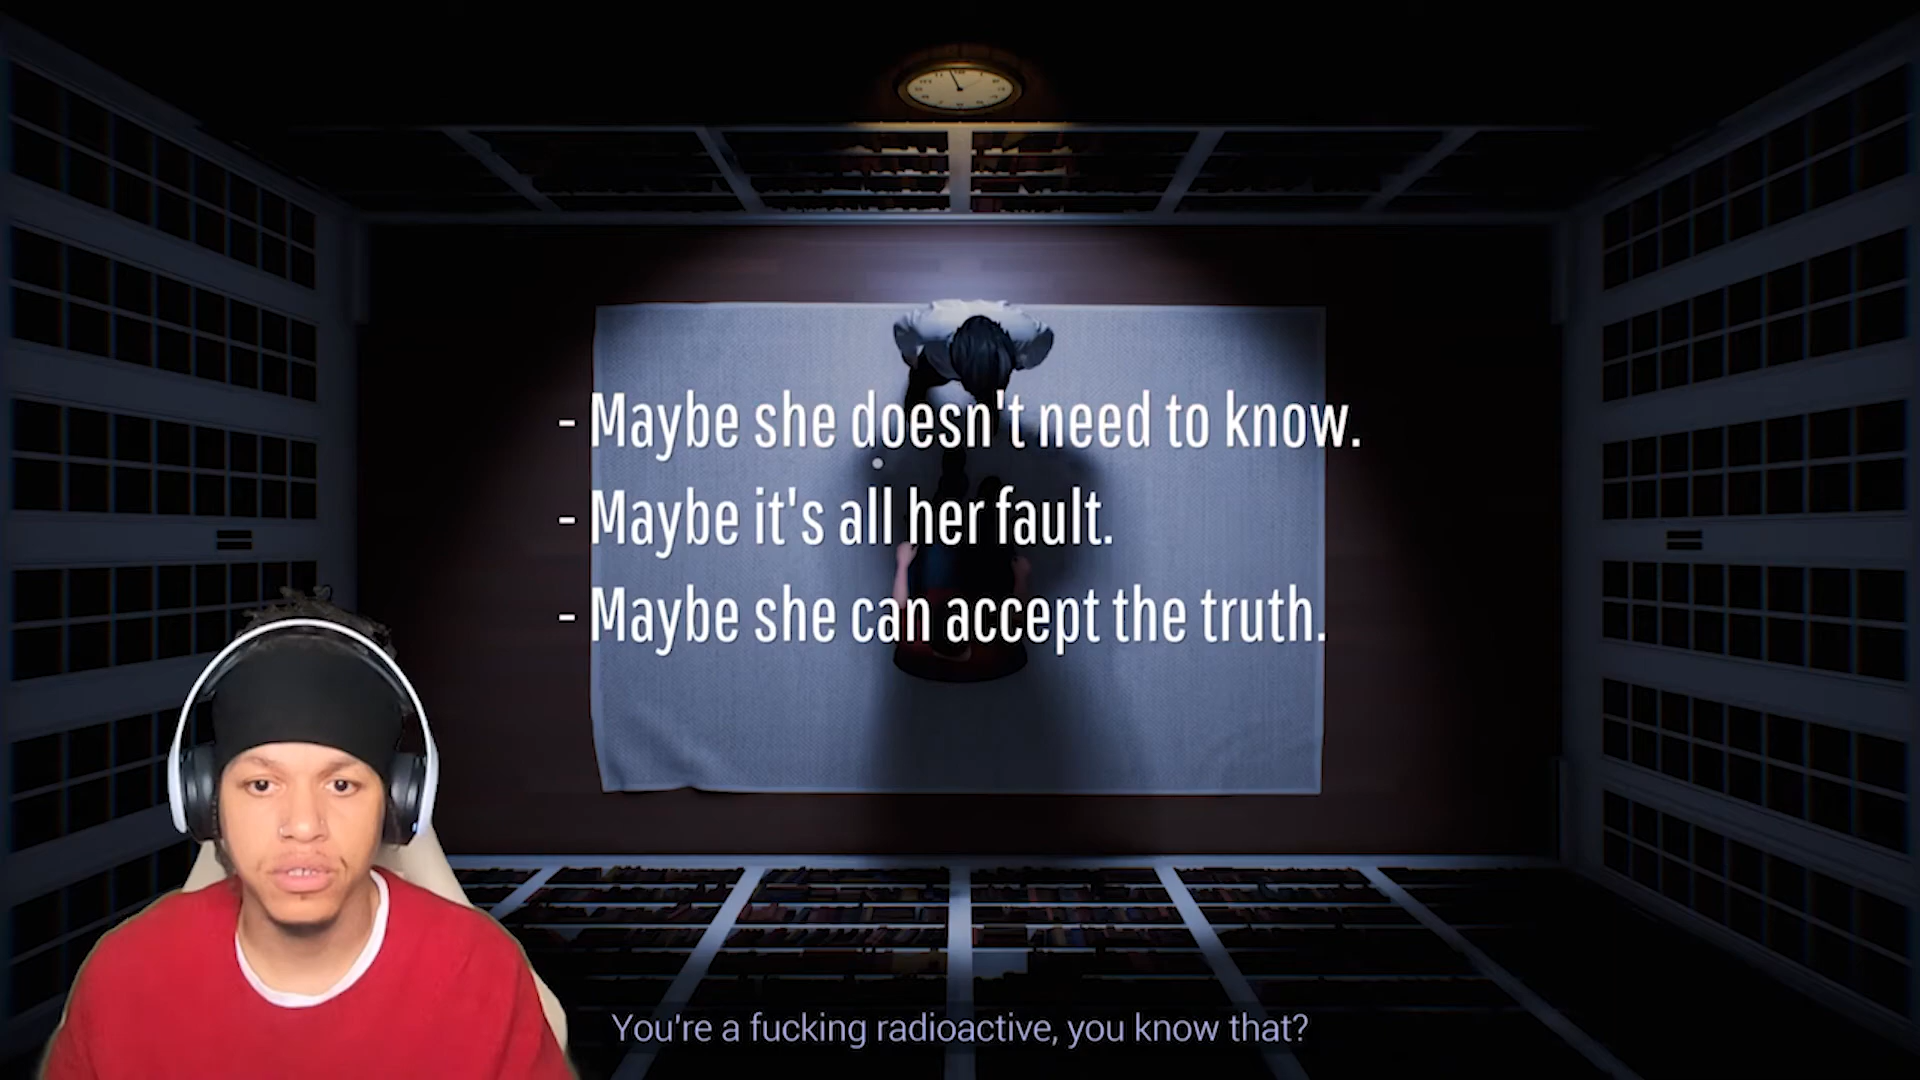 - Maybe she doesn't need to know.
- Maybe it's all her fault.
- Maybe she can accept the truth.
You're a fucking radioactive, you know that?